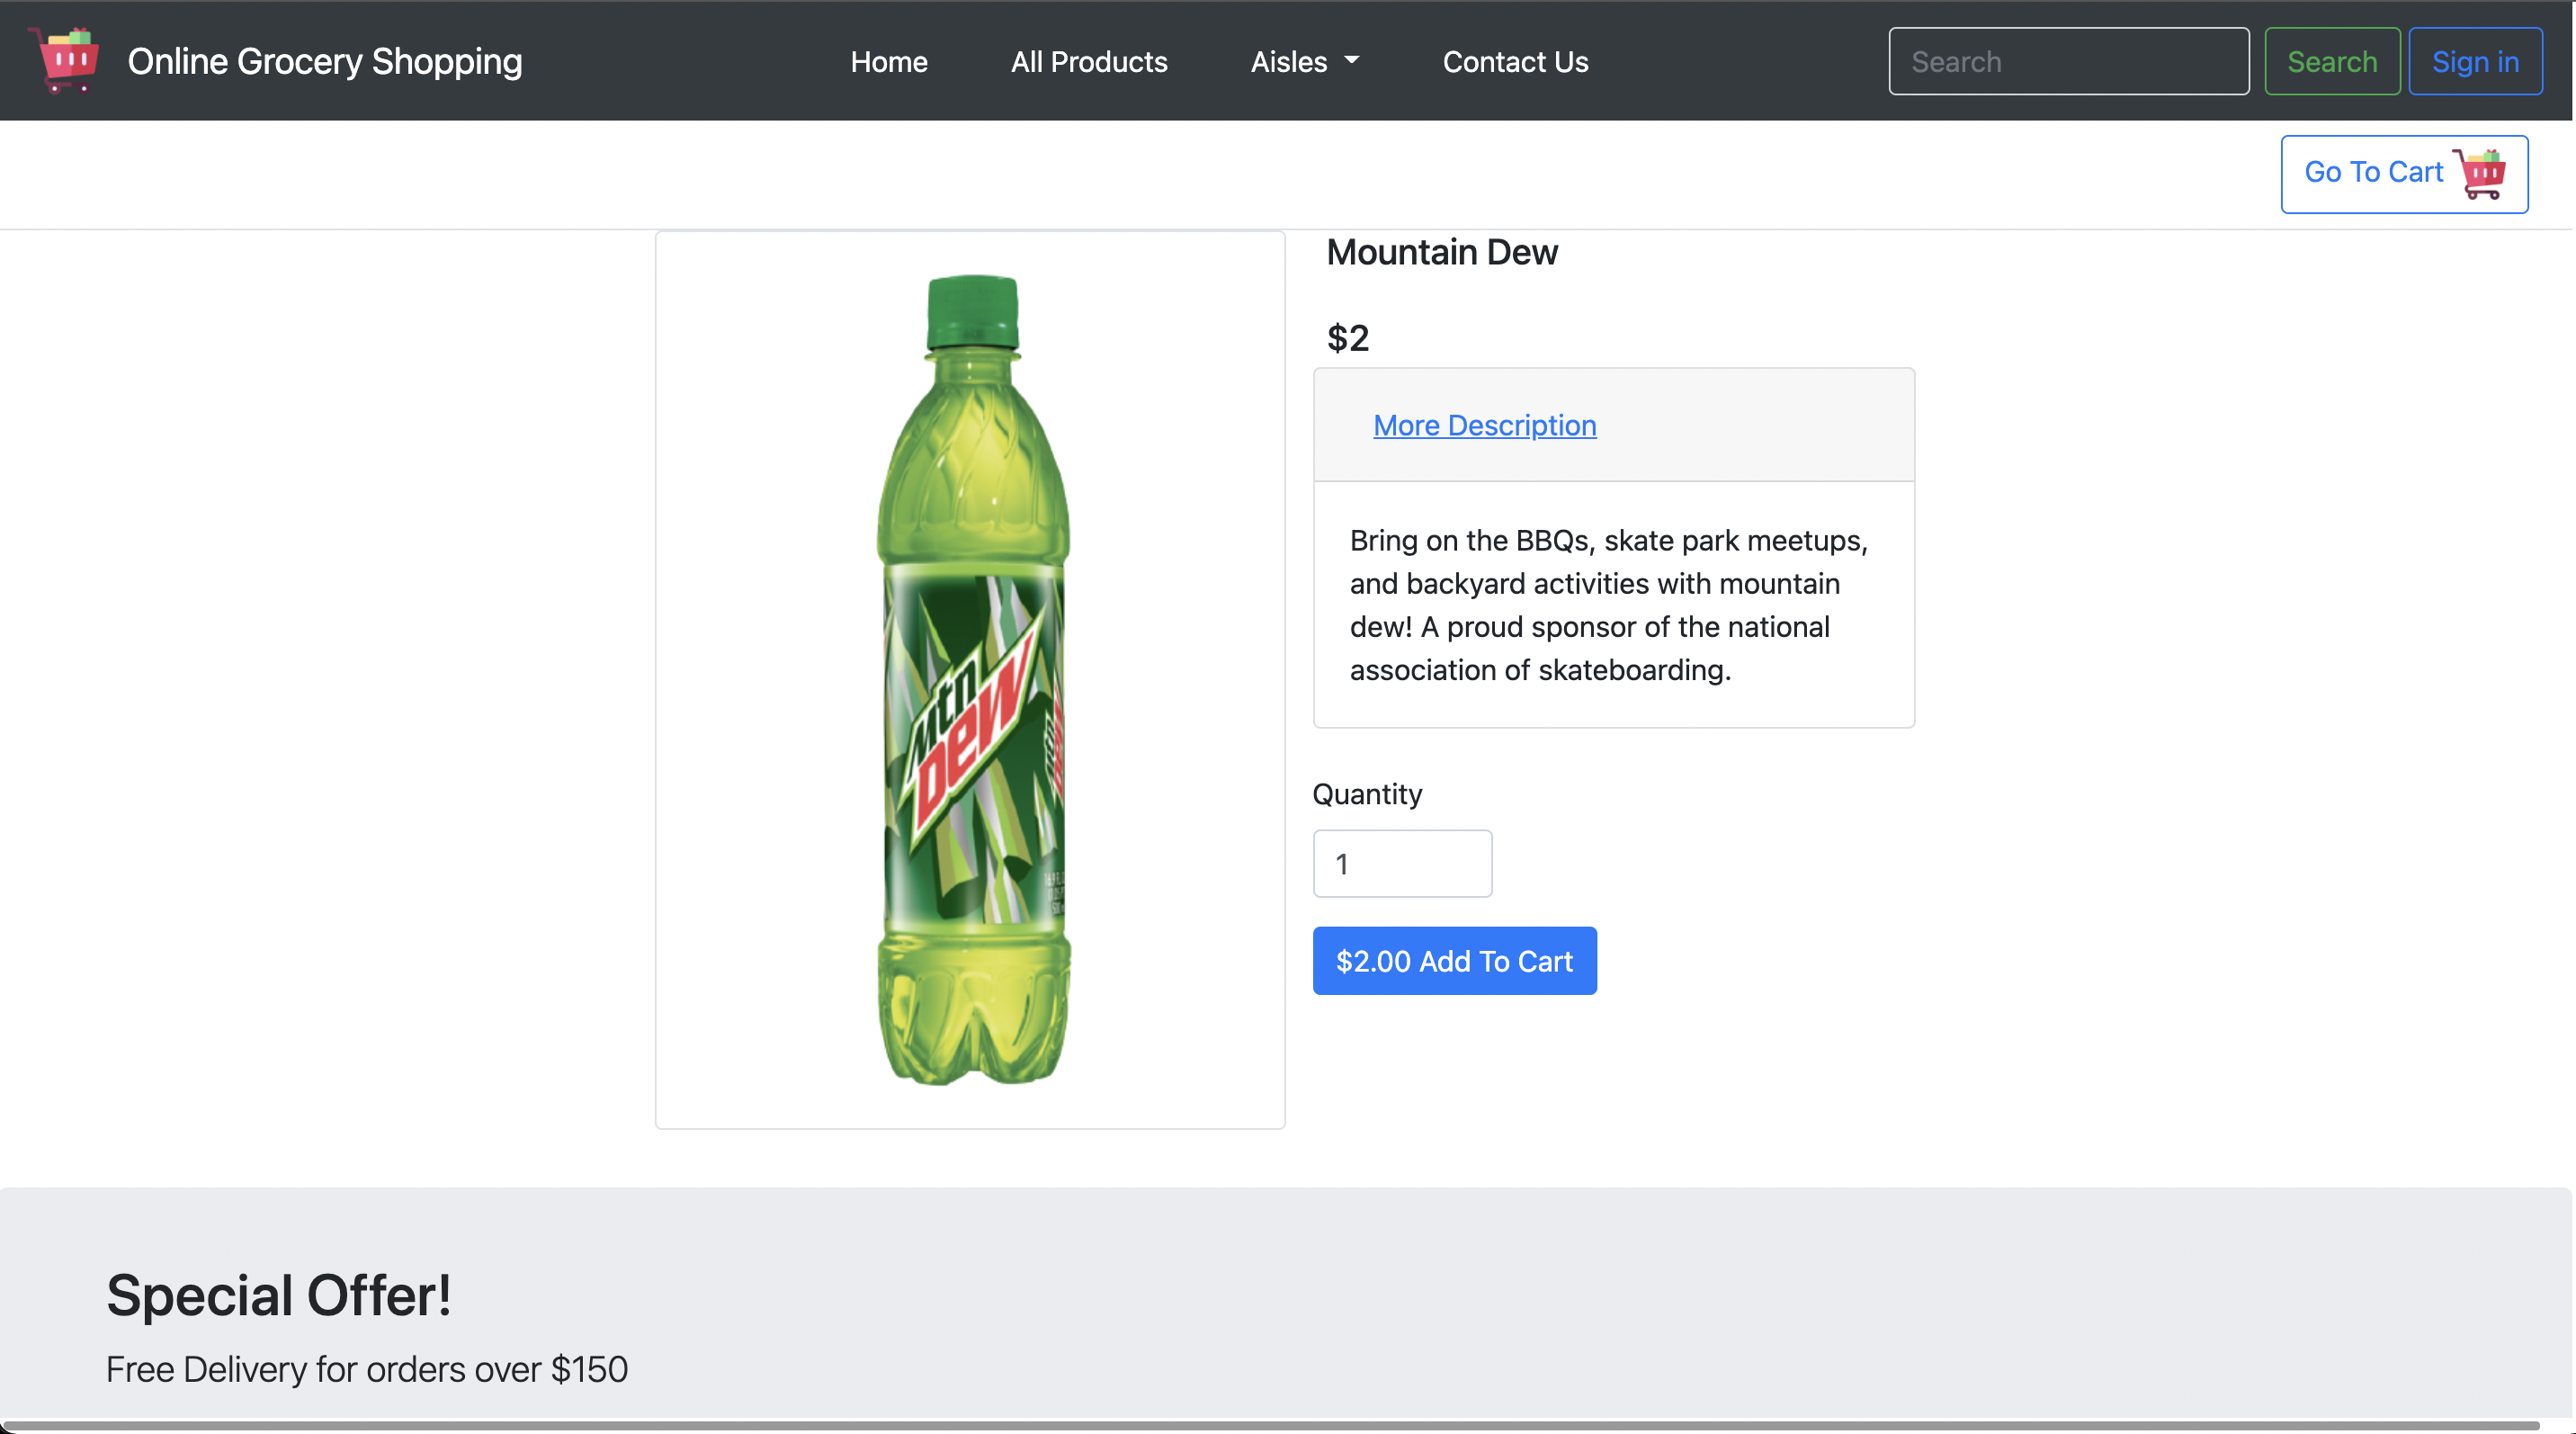 Online Grocery Shopping
Home
All Products
Aisles
Contact Us
Search
Search
Sign in
Go To Cart
Mountain Dew
$2
More Description
Bring on the BBQs, skate park meetups,
and backyard activities with mountain
dew! A proud sponsor of the national
association of skateboarding.
Mtn
Dew
Quantity
1
$2.00 Add To Cart
Special Offer!
Free Delivery for orders over $150